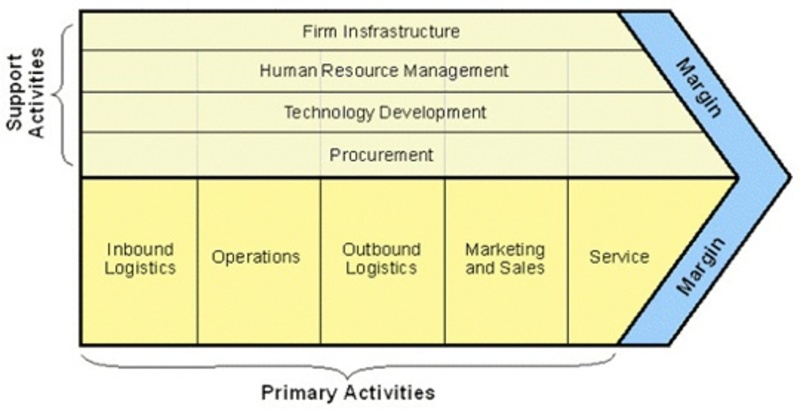 Support
Activities
Firm Insfrastructure
Human Resource Management
Technology Development
Procurement
Margin
Inbound
Logistics
Operations
Outbound
Logistics
Marketing
and Sales
Service
Margin
Primary Activities